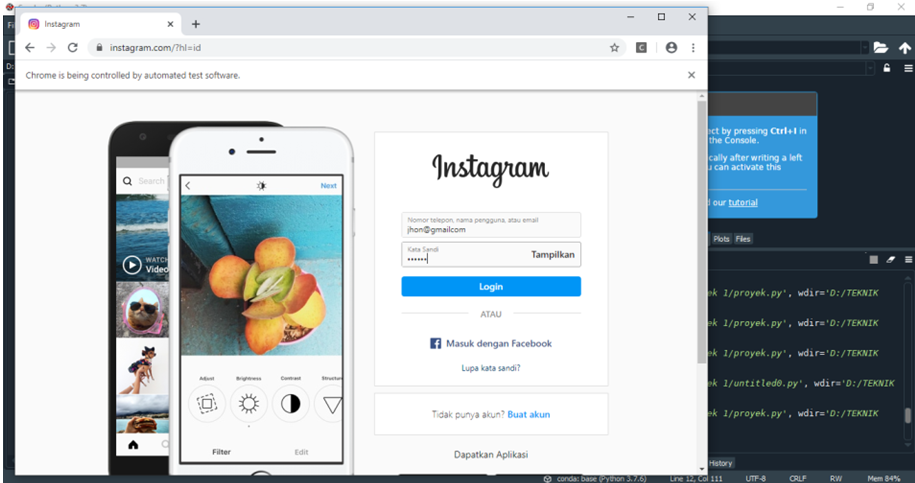 Instagram
instagram.com/?hl=id
Chrome is being controlled by automated test software.
Search
WATCH
Video
Next
Adjust
Brightness
Contrast
Structure
Filter
Edit
Instagram
Nomor telepon, nama pengguna, atau email
jhon@gmailcom
Kata Sandi
••••••
Tampilkan
Login
ATAU
Masuk dengan Facebook
Lupa kata sandi?
Tidak punya akun? Buat akun
Dapatkan Aplikasi
ect by pressing Ctrl+I in
the Console.
cally after writing a left
u can activate this
d our tutorial
Plots
Files
ek 1/proyek.py', wdir='D:/TEKNIK
ek 1/proyek.py', wdir='D:/TEKNIK
ek 1/proyek.py', wdir='D:/TEKNIK
ek 1/untitled0.py', wdir='D:/TEKNIK
ek 1/proyek.py', wdir='D:/TEKNIK
History
conda: base (Python 3.7.6)
Line 12, Col 111
UTF-8
CRLF
RW
Mem 84%